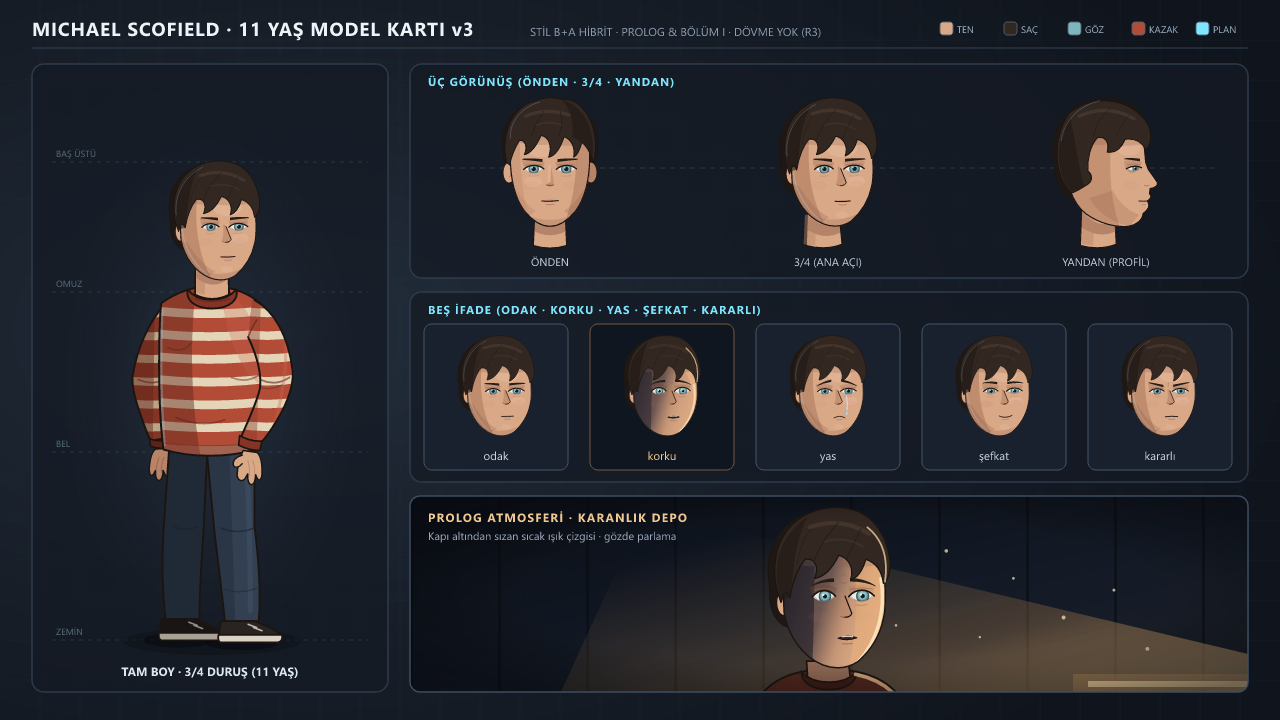 MICHAEL SCOFIELD · 11 YAŞ MODEL KARTI v3
STİL B+A HİBRİT · PROLOG & BÖLÜM I · DÖVME YOK (R3)
TEN
SAÇ
GÖZ
KAZAK
PLAN
BAŞ ÜSTÜ
OMUZ
BEL
ZEMİN
TAM BOY · 3/4 DURUŞ (11 YAŞ)
ÜÇ GÖRÜNÜŞ (ÖNDEN · 3/4 · YANDAN)
ÖNDEN
3/4 (ANA AÇI)
YANDAN (PROFİL)
BEŞ İFADE (ODAK · KORKU · YAS · ŞEFKAT · KARARLI)
odak
korku
yas
şefkat
kararlı
PROLOG ATMOSFERİ · KARANLIK DEPO
Kapı altından sızan sıcak ışık çizgisi · gözde parlama